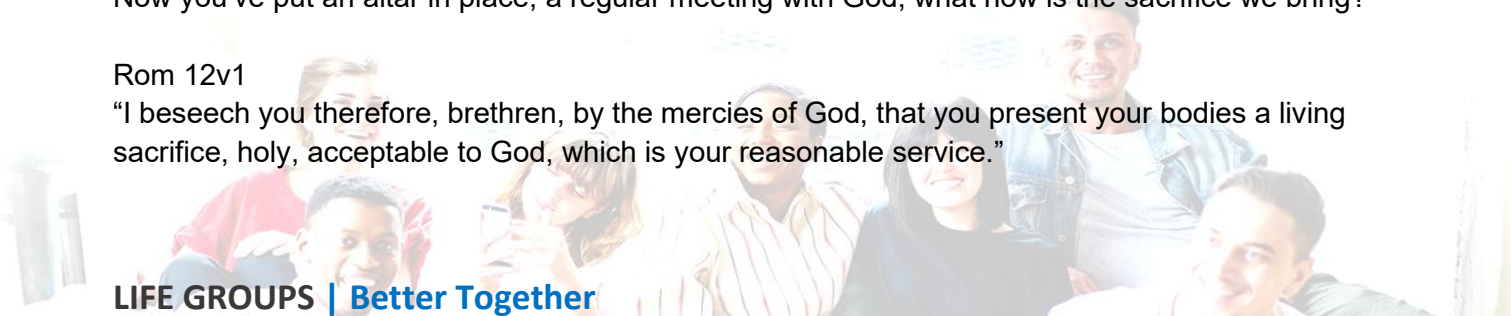 Now you've put an altar in place, a regular meeting with God, what now is the sacrifice we bring?
Rom 12v1
“I beseech you therefore, brethren, by the mercies of God, that you present your bodies a living
sacrifice, holy, acceptable to God, which is your reasonable service.”
LIFE GROUPS | Better Together